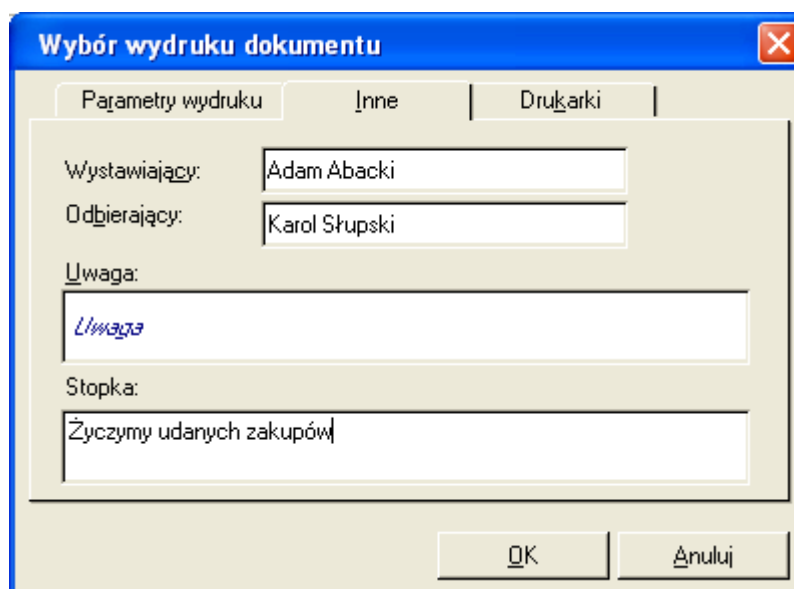 Wybór wydruku dokumentu
Parametry wydruku Inne Drukarki
Wystawiający: Adam Abacki
Odbierający: Karol Słupski
Uwaga:
Uwaga
Stopka:
Życzymy udanych zakupów
OK Anuluj